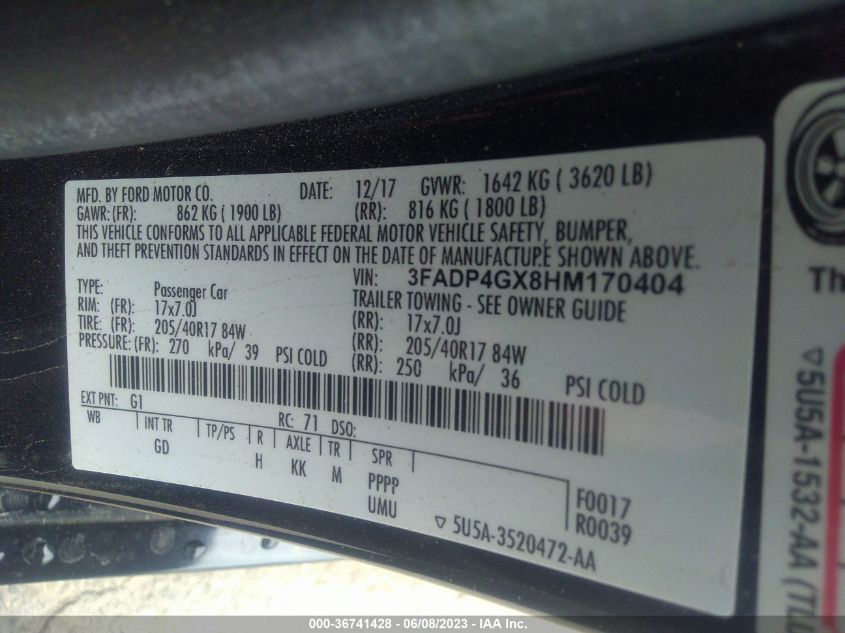 MFD. BY FORD MOTOR CO. DATE: 12/17 GVWR: 1642 KG ( 3620 LB)
GAWR: (FR): 862 KG ( 1900 LB) (RR): 816 KG ( 1800 LB)
THIS VEHICLE CONFORMS TO ALL APPLICABLE FEDERAL MOTOR VEHICLE SAFETY, BUMPER,
AND THEFT PREVENTION STANDARDS IN EFFECT ON THE DATE OF MANUFACTURE SHOWN ABOVE.
VIN: 3FADP4GX8HM170404
TYPE: Passenger Car TRAILER TOWING - SEE OWNER GUIDE
RIM: (FR): 17x7.0J (RR): 17x7.0J
TIRE: (FR): 205/40R17 84W (RR): 205/40R17 84W
PRESSURE: (FR): 270 kPa/ 39 PSI COLD (RR): 250 kPa/ 36 PSI COLD
EXT PNT: G1 RC: 71 DSO:
WB INT TR TP/PS R AXLE TR SPR
GD H KK M PPPP F0017
UMU R0039
5U5A-3520472-AA
Th
5U5A-1532-AA
000-36741428 - 06/08/2023 - IAA Inc.